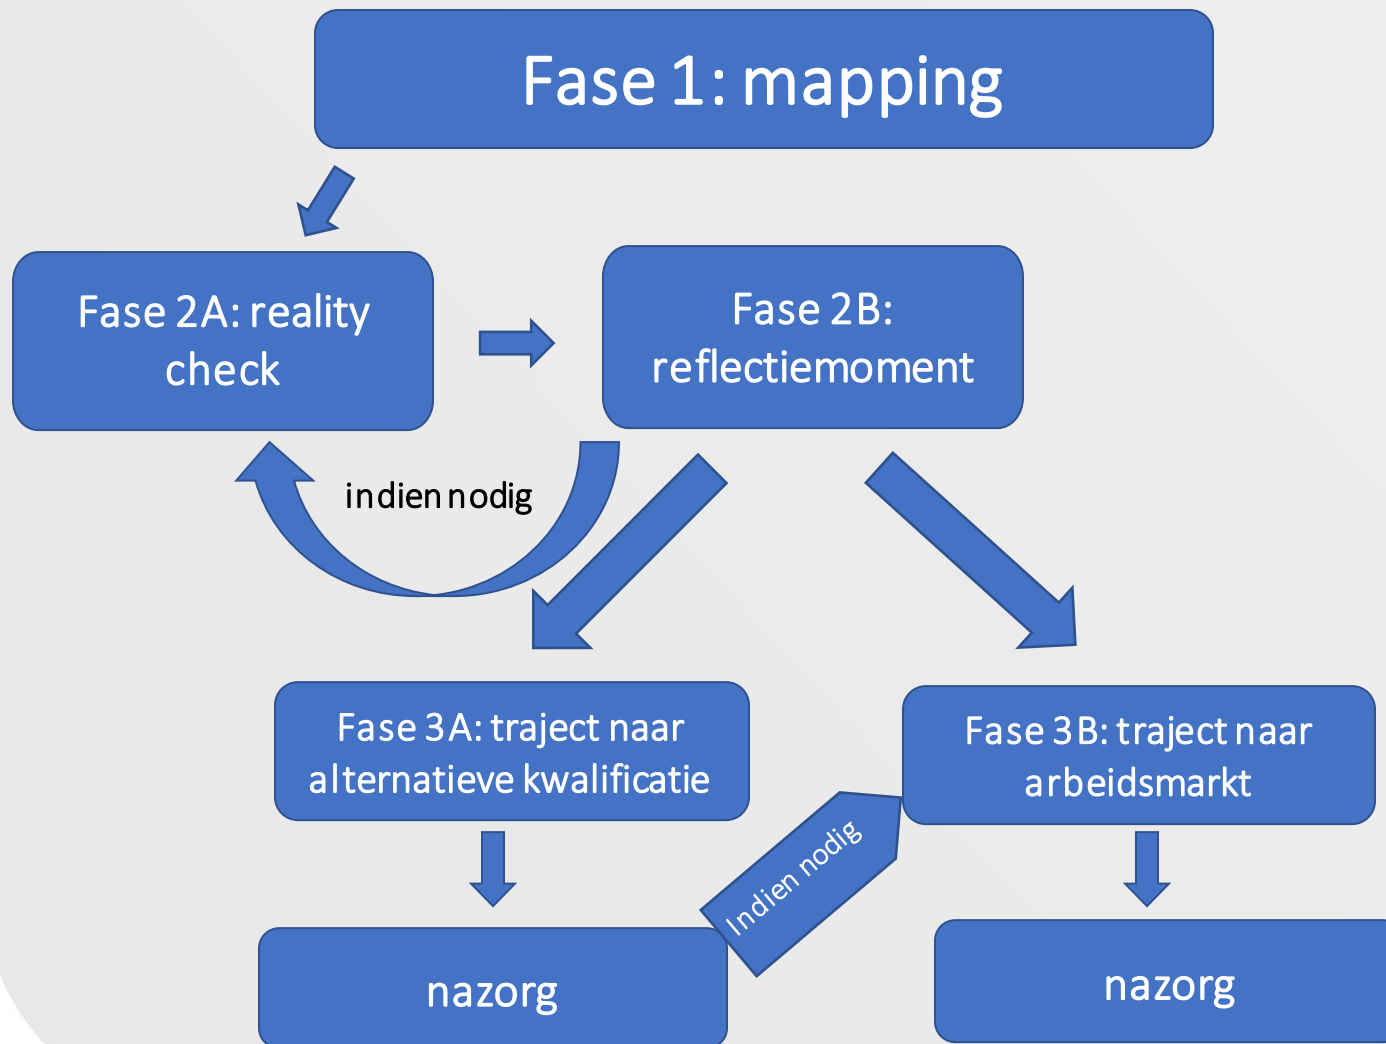 Fase 1: mapping
Fase 2A: reality
check
Fase 2B:
reflectiemoment
indien nodig
Fase 3A: traject naar
alternatieve kwalificatie
Fase 3B: traject naar
arbeidsmarkt
Indien nodig
nazorg
nazorg